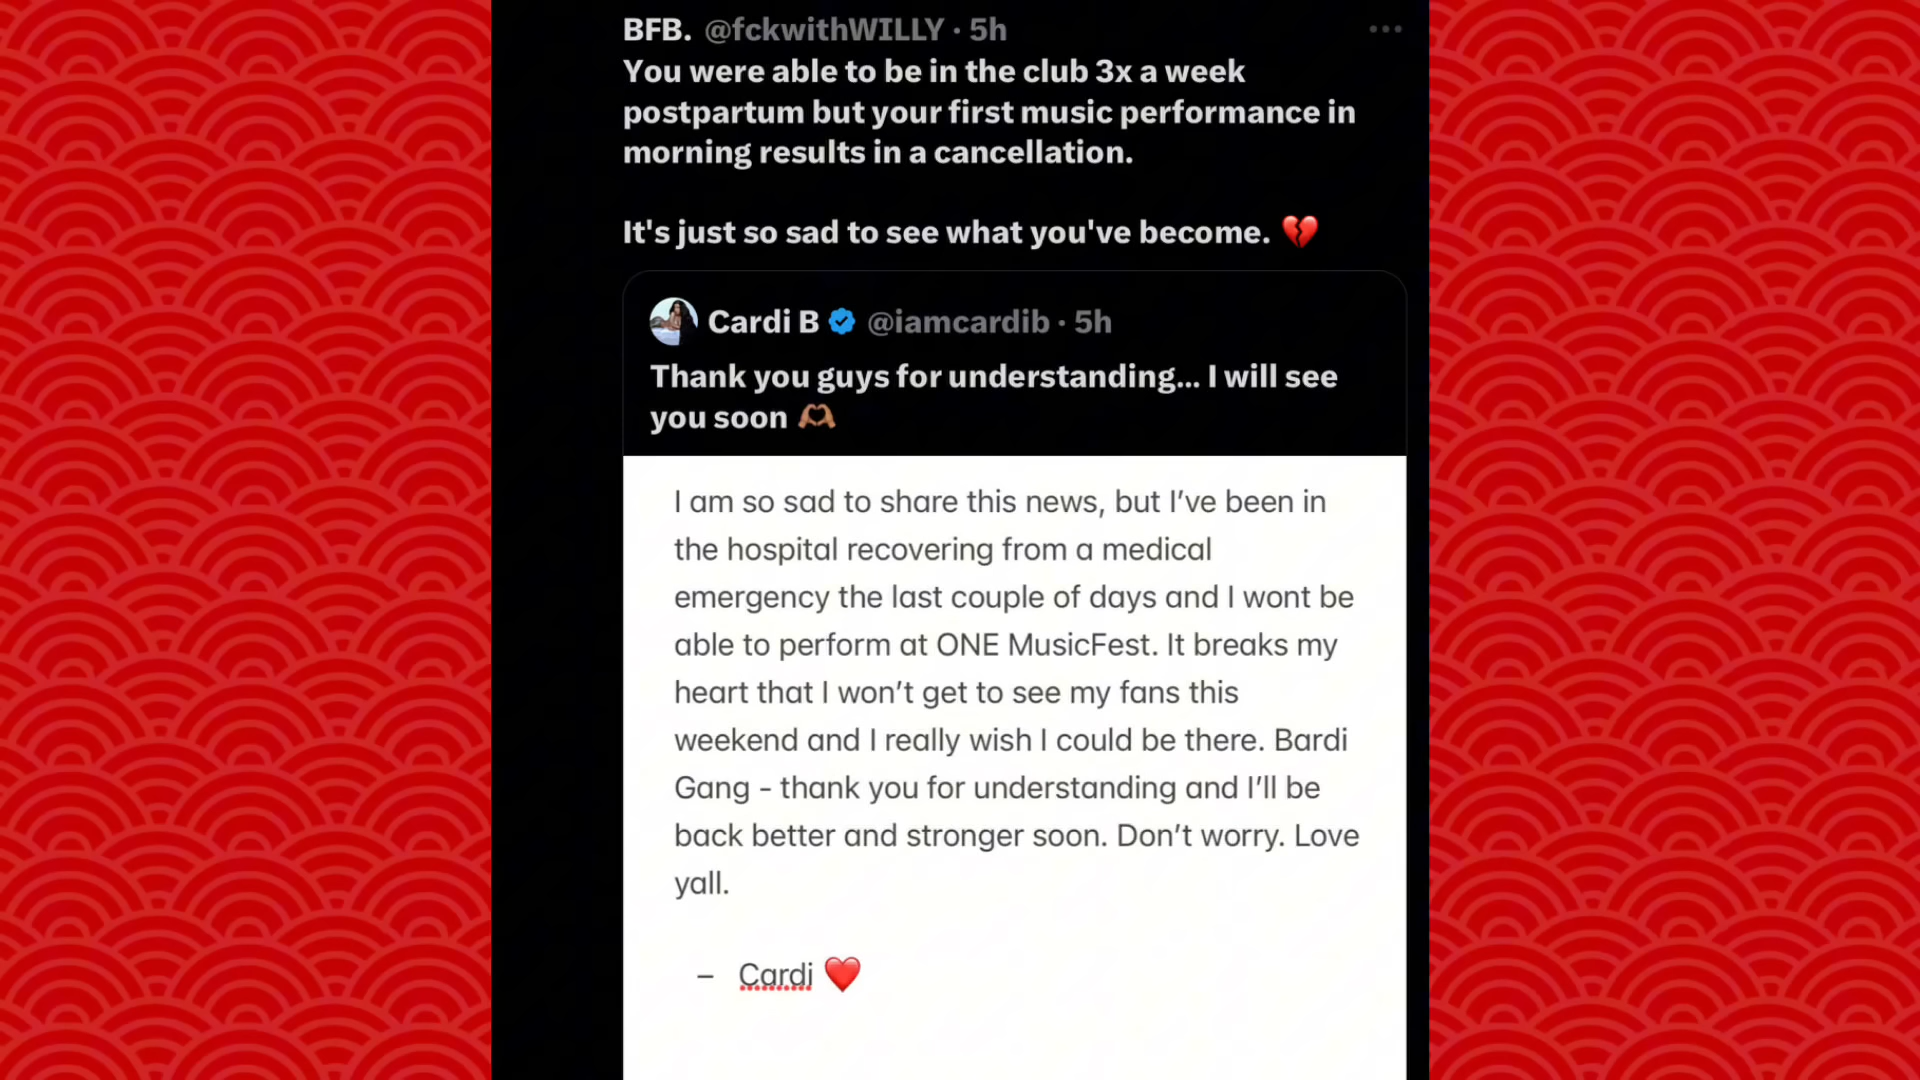 BFB. @fckwithWILLY · 5h
You were able to be in the club 3x a week
postpartum but your first music performance in
morning results in a cancellation.
It's just so sad to see what you've become. 💔
Cardi B @iamcardib · 5h
Thank you guys for understanding... I will see
you soon 🫶🏽
I am so sad to share this news, but I’ve been in
the hospital recovering from a medical
emergency the last couple of days and I wont be
able to perform at ONE MusicFest. It breaks my
heart that I won’t get to see my fans this
weekend and I really wish I could be there. Bardi
Gang - thank you for understanding and I’ll be
back better and stronger soon. Don’t worry. Love
yall.
– Cardi ❤️